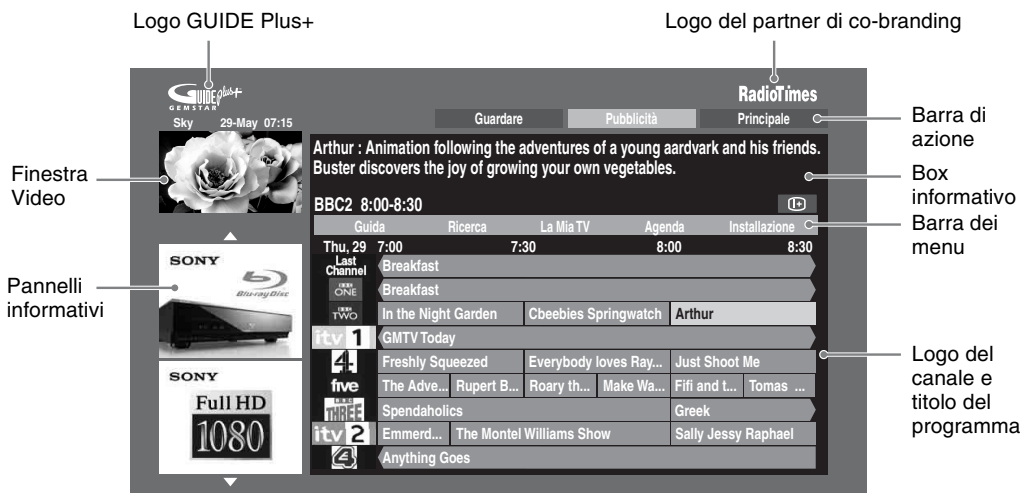 Logo GUIDE Plus+
Logo del partner di co-branding
GUIDE plus+
GEMSTAR
RadioTimes
Sky 29-May 07:15
Guardare Pubblicità Principale
Barra di
azione
Finestra
Video
Arthur : Animation following the adventures of a young aardvark and his friends.
Buster discovers the joy of growing your own vegetables.
BBC2 8:00-8:30
Box
informativo
Guida Ricerca La Mia TV Agenda Installazione
Barra dei
menu
Thu, 29 7:00 7:30 8:00 8:30
Last
Channel
Breakfast
BBC ONE Breakfast
BBC TWO In the Night Garden Cbeebies Springwatch Arthur
itv 1 GMTV Today
4 Freshly Squeezed Everybody loves Ray... Just Shoot Me
five The Adve... Rupert B... Roary th... Make Wa... Fifi and t... Tomas ...
BBC THREE Spendaholics Greek
itv 2 Emmerd... The Montel Williams Show Sally Jessy Raphael
4 Anything Goes
Pannelli
informativi
SONY
Blu-ray Disc
SONY
Full HD
1080
Logo del
canale e
titolo del
programma